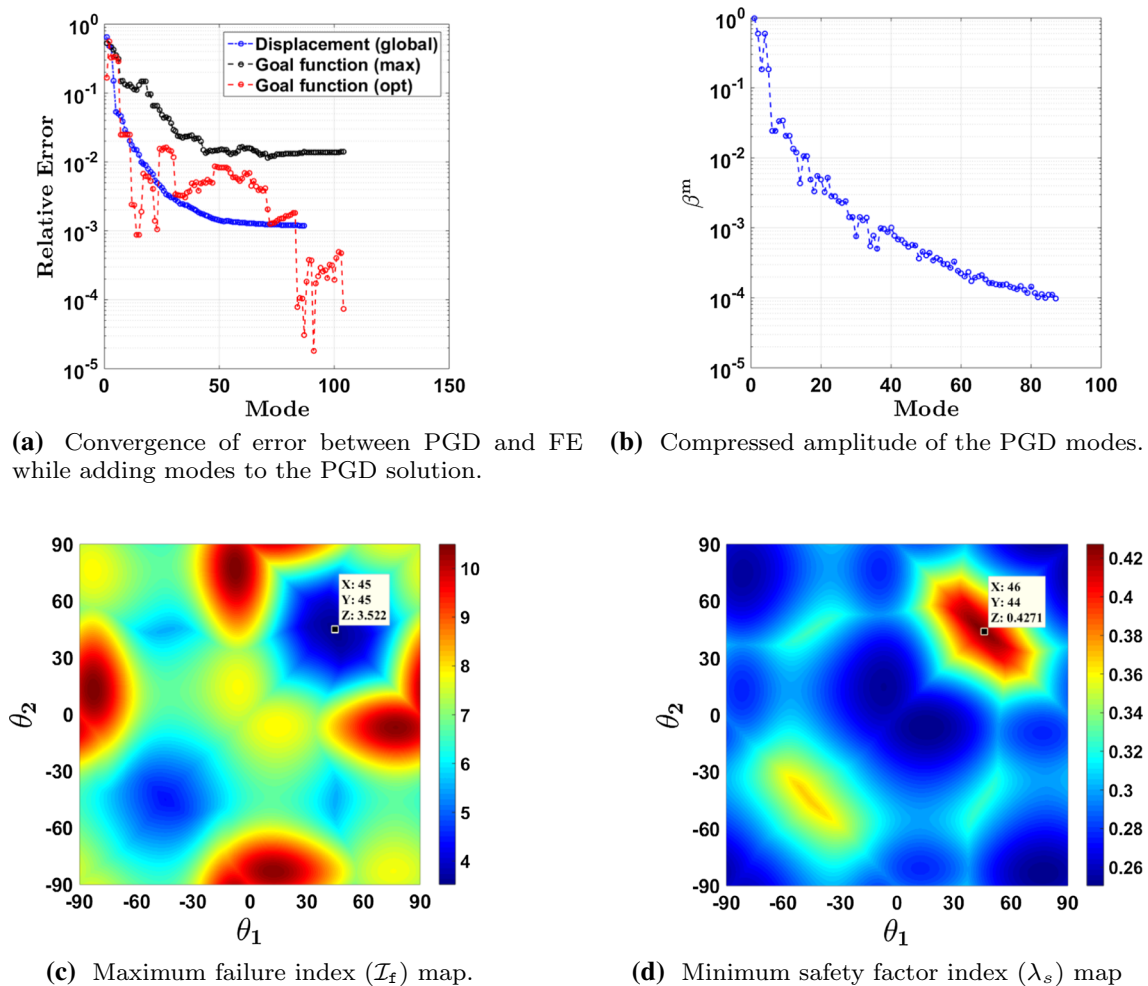 10^0
10^-1
10^-2
10^-3
10^-4
10^-5
Relative Error
Displacement (global)
Goal function (max)
Goal function (opt)
0 50 100 150
Mode
(a) Convergence of error between PGD and FE
while adding modes to the PGD solution.
10^0
10^-1
10^-2
10^-3
10^-4
10^-5
β^m
0 20 40 60 80 100
Mode
(b) Compressed amplitude of the PGD modes.
90
60
30
0
-30
-60
-90
θ_2
X: 45
Y: 45
Z: 3.522
-90 -60 -30 0 30 60 90
θ_1
10
9
8
7
6
5
4
(c) Maximum failure index (I_f) map.
90
60
30
0
-30
-60
-90
θ_2
X: 46
Y: 44
Z: 0.4271
-90 -60 -30 0 30 60 90
θ_1
0.42
0.4
0.38
0.36
0.34
0.32
0.3
0.28
0.26
(d) Minimum safety factor index (λ_s) map